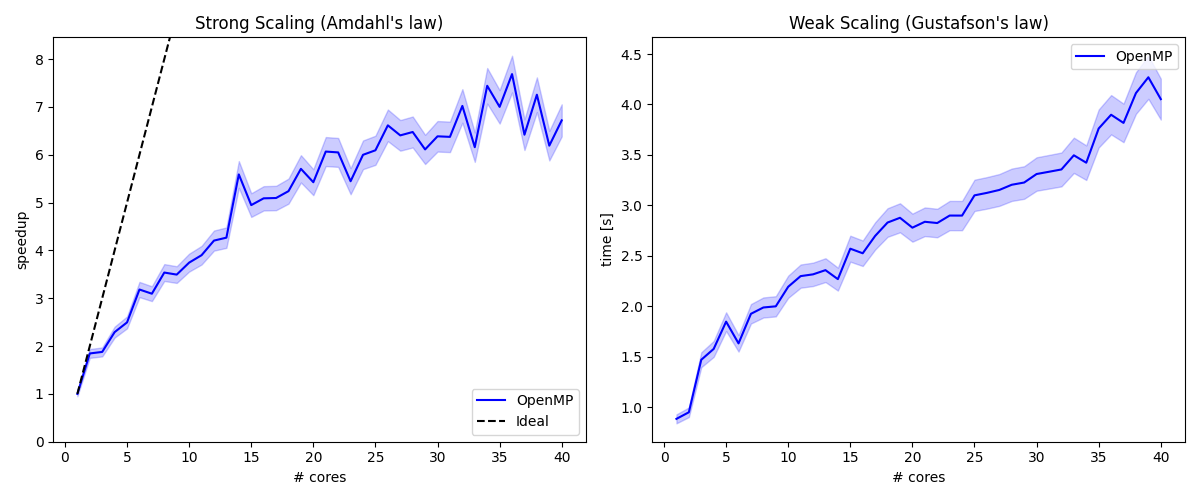 Strong Scaling (Amdahl's law)
speedup
8
7
6
5
4
3
2
1
0
0 5 10 15 20 25 30 35 40
# cores
OpenMP
Ideal
Weak Scaling (Gustafson's law)
time [s]
4.5
4.0
3.5
3.0
2.5
2.0
1.5
1.0
0 5 10 15 20 25 30 35 40
# cores
OpenMP